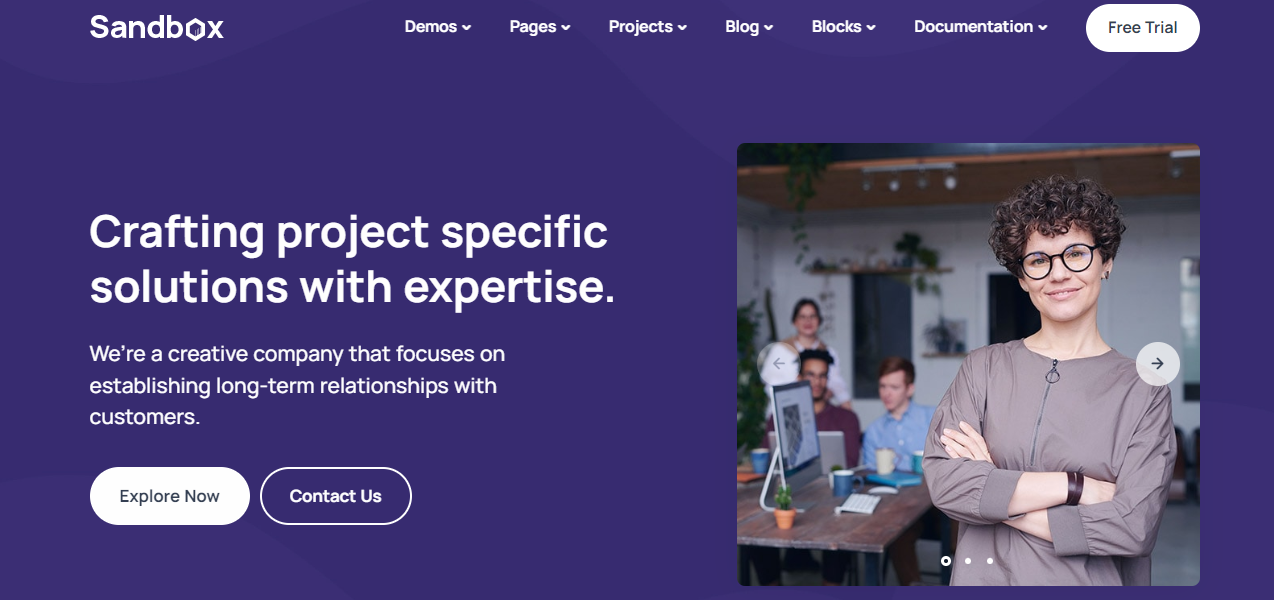 Sandbox
Demos
Pages
Projects
Blog
Blocks
Documentation
Free Trial
Crafting project specific
solutions with expertise.
We’re a creative company that focuses on
establishing long-term relationships with
customers.
Explore Now
Contact Us